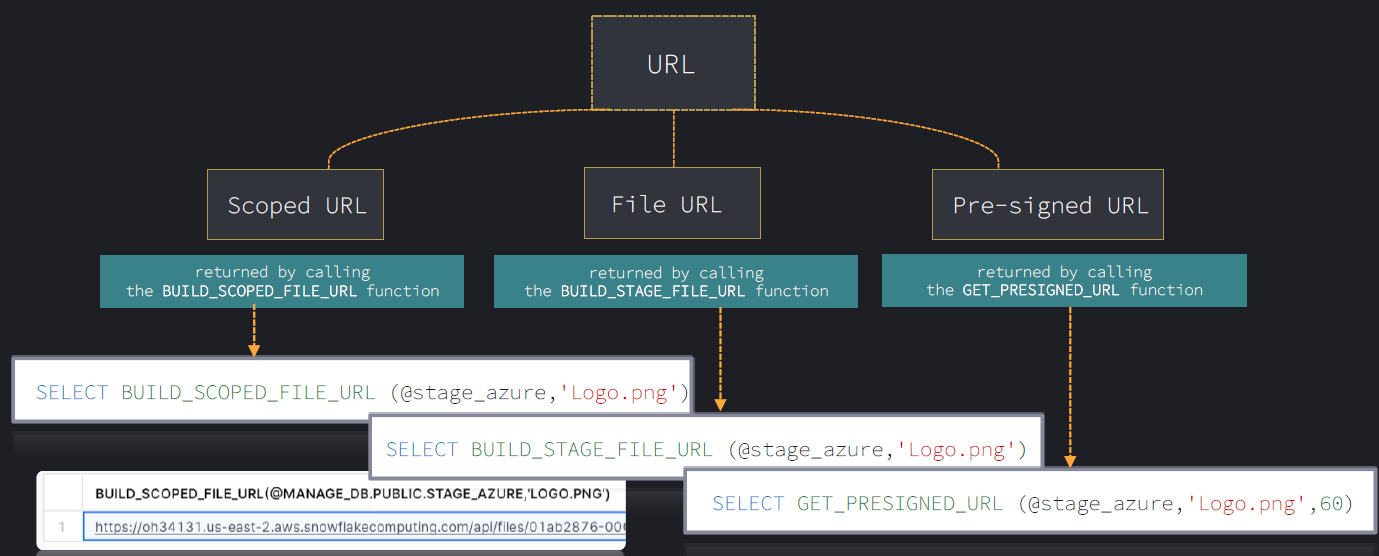 URL
Scoped URL
File URL
Pre-signed URL
returned by calling
the BUILD_SCOPED_FILE_URL function
returned by calling
the BUILD_STAGE_FILE_URL function
returned by calling
the GET_PRESIGNED_URL function
SELECT BUILD_SCOPED_FILE_URL (@stage_azure,'Logo.png')
SELECT BUILD_STAGE_FILE_URL (@stage_azure,'Logo.png')
SELECT GET_PRESIGNED_URL (@stage_azure,'Logo.png',60)
BUILD_SCOPED_FILE_URL(@MANAGE_DB.PUBLIC.STAGE_AZURE,'LOGO.PNG')
1 https://oh34131.us-east-2.aws.snowflakecomputing.com/api/files/01ab2876-00